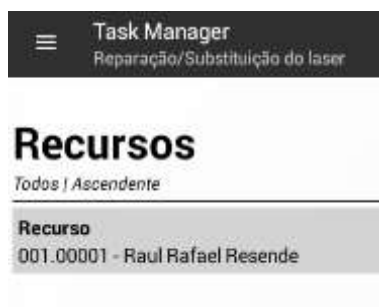 Task Manager
Reparação/Substituição do laser
Recursos
Todos | Ascendente
Recurso
001.00001 - Raul Rafael Resende